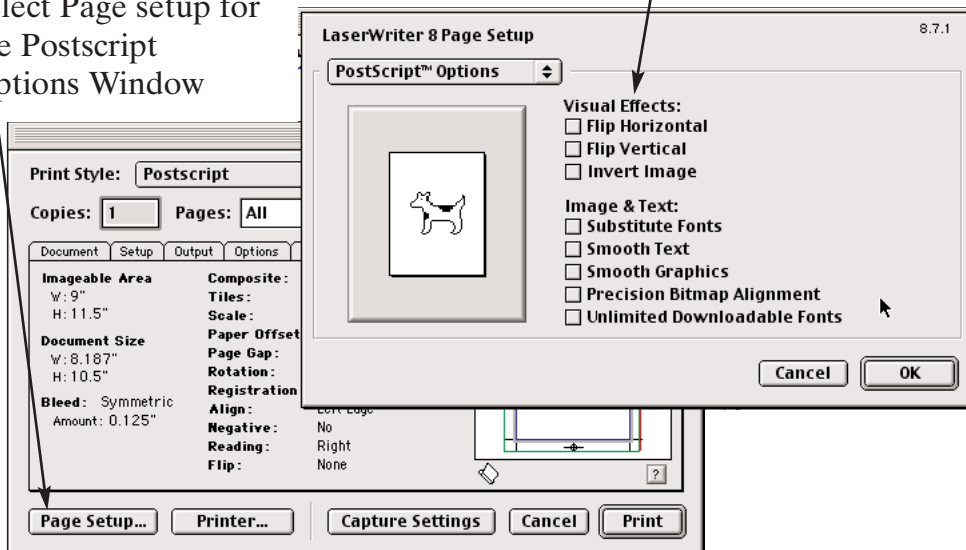 lect Page setup for
e Postscript
ptions Window
LaserWriter 8 Page Setup
8.7.1
PostScript™ Options
Visual Effects:
Flip Horizontal
Flip Vertical
Invert Image
Image & Text:
Substitute Fonts
Smooth Text
Smooth Graphics
Precision Bitmap Alignment
Unlimited Downloadable Fonts
Cancel OK
Print Style: Postscript
Copies: 1 Pages: All
Document Setup Output Options
Imageable Area
W: 9"
H: 11.5"
Document Size
W: 8.187"
H: 10.5"
Bleed: Symmetric
Amount: 0.125"
Composite:
Tiles:
Scale:
Paper Offset
Page Gap:
Rotation:
Registration
Align: Left Edge
Negative: No
Reading: Right
Flip: None
?
Page Setup... Printer... Capture Settings Cancel Print